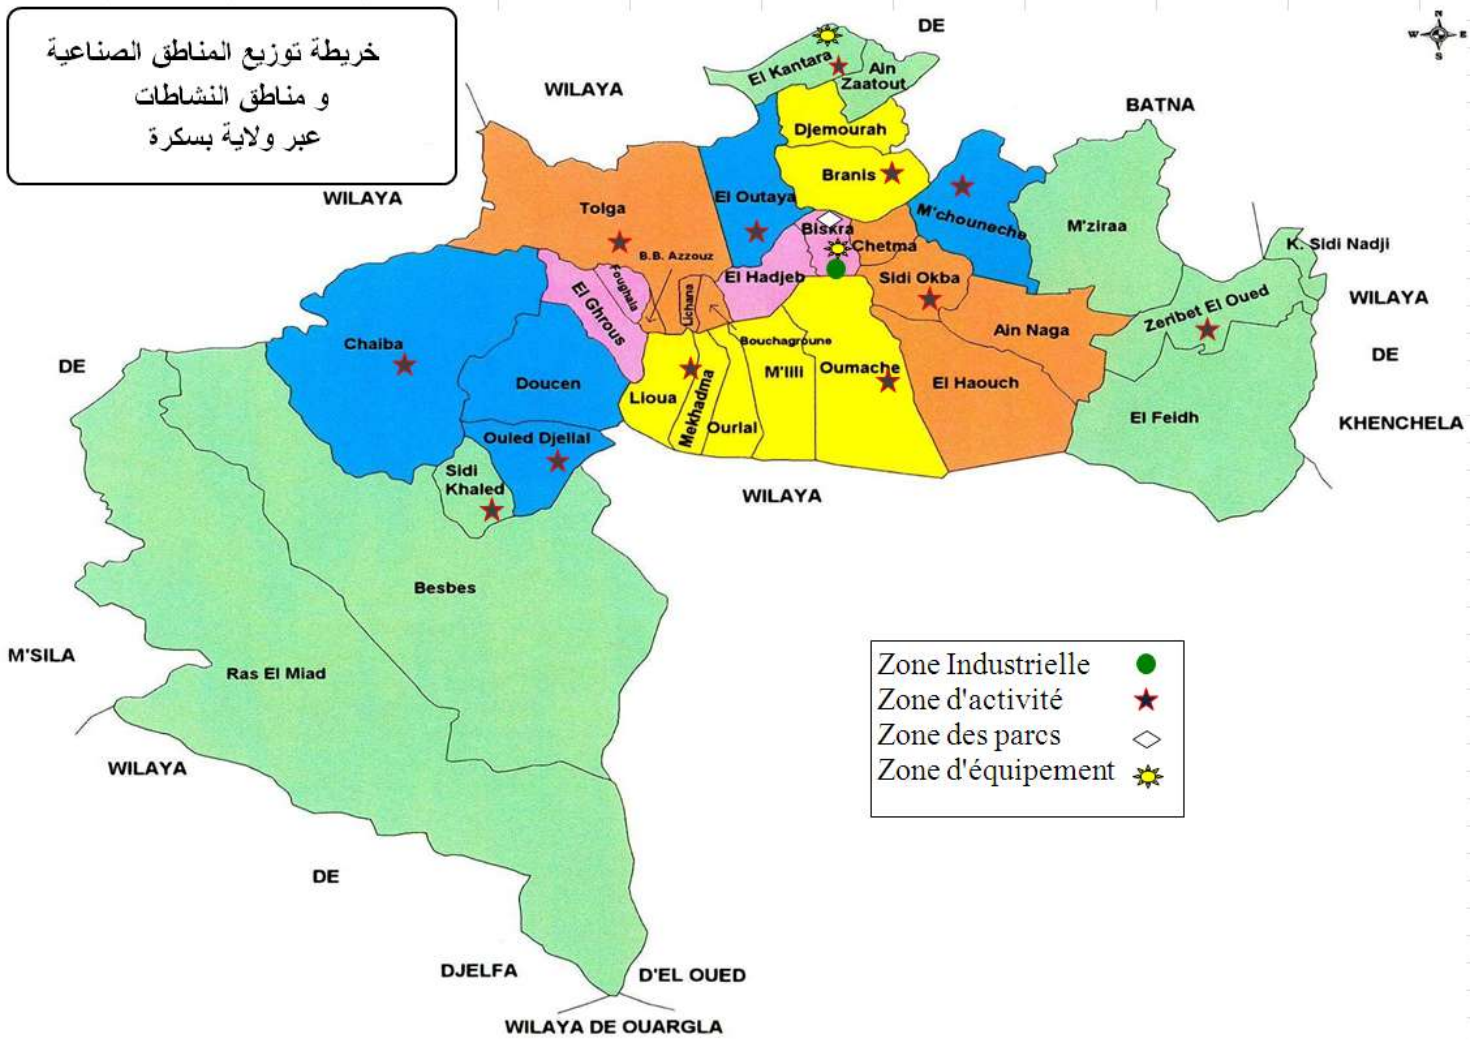 خريطة توزيع المناطق الصناعية
و مناطق النشاطات
عبر ولاية بسكرة
N
W
E
S
DE
WILAYA
BATNA
WILAYA
El Kantara
Ain
Zaatout
Djemourah
Branis
El Outaya
M'chouneche
M'ziraa
K. Sidi Nadji
Tolga
B.B. Azzouz
Biskra
Chetma
El Hadjeb
Sidi Okba
Foughala
El Ghrous
Lichana
Zeribet El Oued
WILAYA
Ain Naga
Chaiba
Bouchagroune
DE
DE
Doucen
M'lili
Oumache
El Haouch
Lioua
Mekhadma
Ourlal
El Feidh
KHENCHELA
Ouled Djellal
Sidi
Khaled
WILAYA
Besbes
M'SILA
Ras El Miad
Zone Industrielle
Zone d'activité
Zone des parcs
Zone d'équipement
WILAYA
DE
DJELFA
D'EL OUED
WILAYA DE OUARGLA